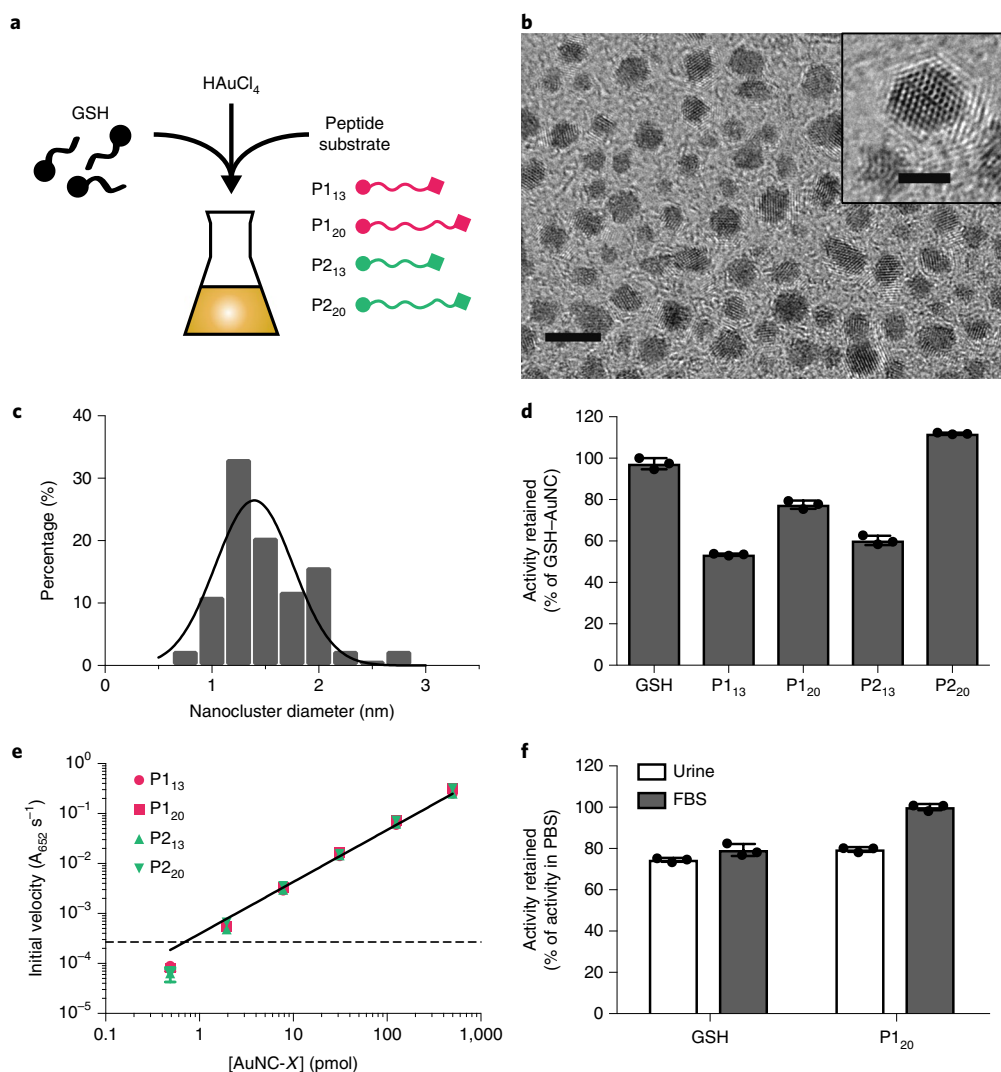 a
GSH
HAuCl4
Peptide
substrate
P1₁₃
P1₂₀
P2₁₃
P2₂₀
b
c
40
30
20
10
0
Percentage (%)
0
1
2
3
Nanocluster diameter (nm)
d
120
100
80
60
40
20
0
Activity retained
(% of GSH–AuNC)
GSH
P1₁₃
P1₂₀
P2₁₃
P2₂₀
e
10⁰
10⁻¹
10⁻²
10⁻³
10⁻⁴
10⁻⁵
Initial velocity (A₆₅₂ s⁻¹)
P1₁₃
P1₂₀
P2₁₃
P2₂₀
0.1
1
10
100
1,000
[AuNC-X] (pmol)
f
120
100
80
60
40
20
0
Activity retained
(% of activity in PBS)
Urine
FBS
GSH
P1₂₀